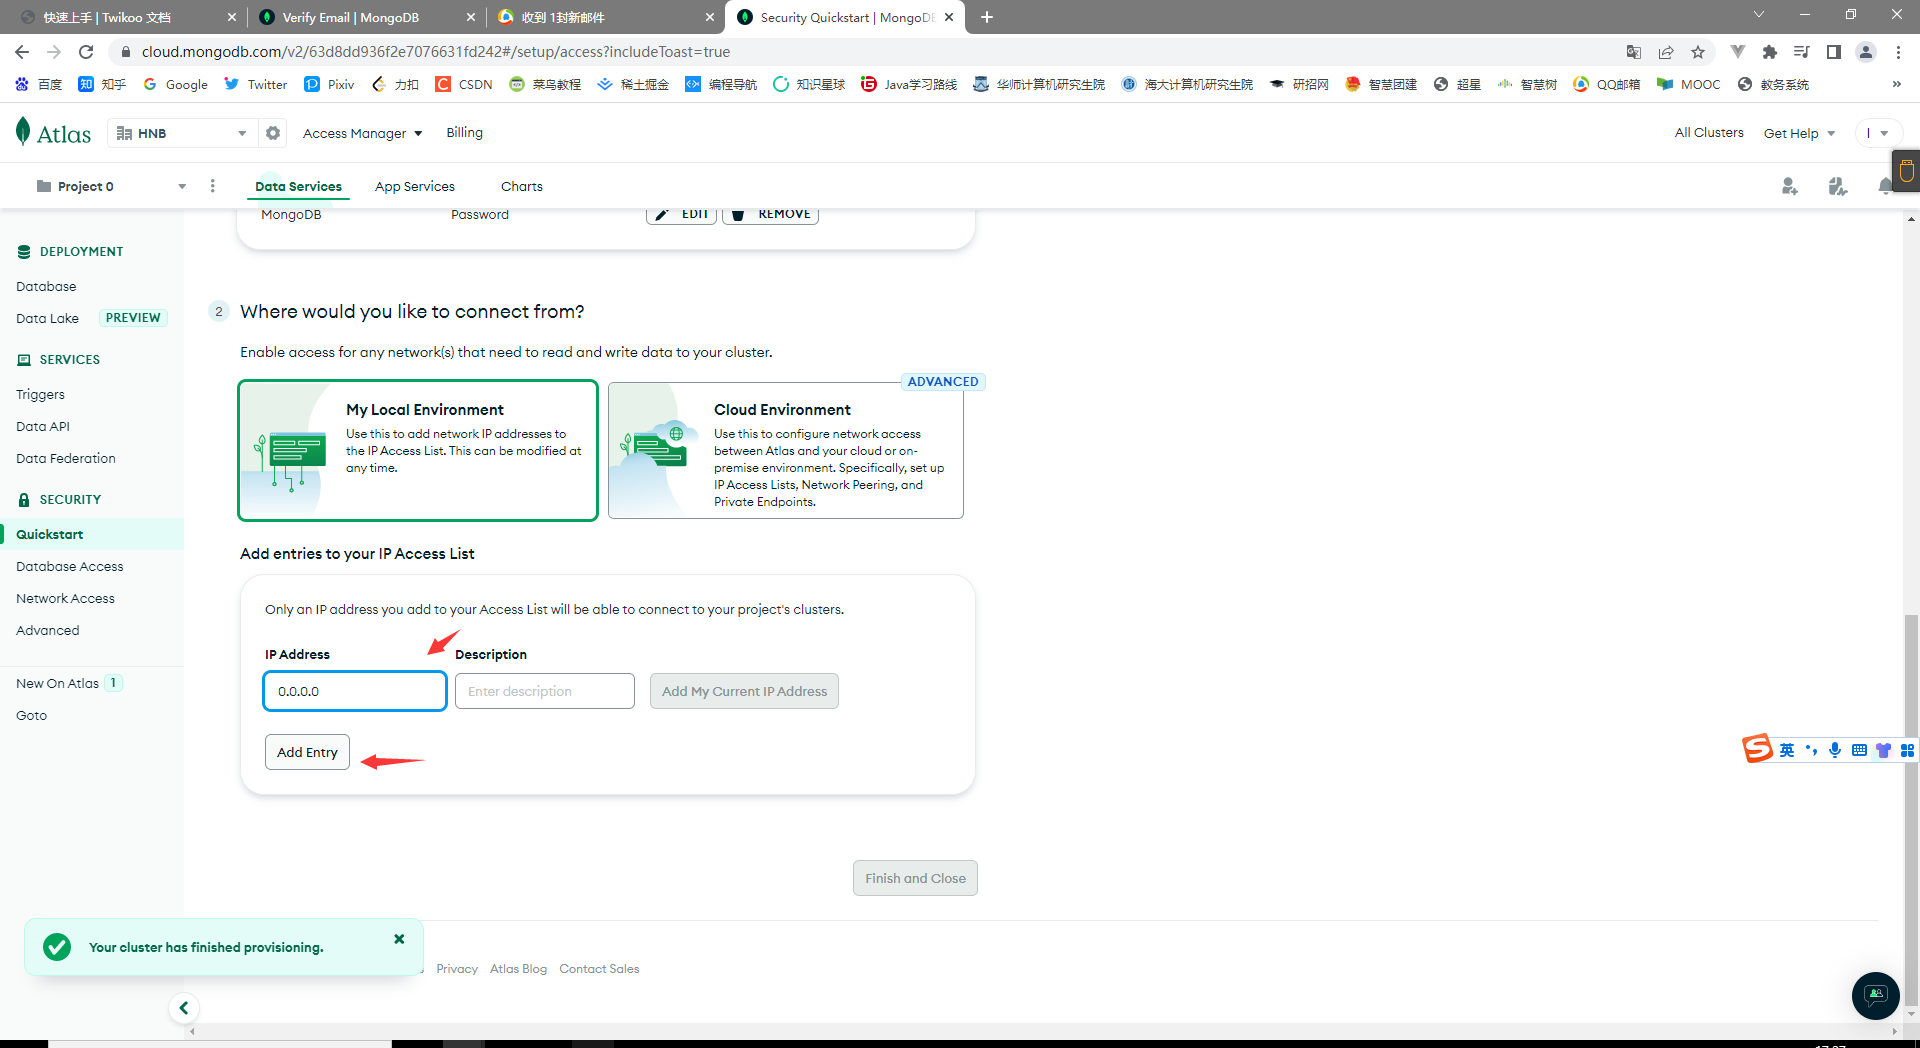 快速上手 | Twikoo 文档
Verify Email | MongoDB
收到 1封新邮件
Security Quickstart | MongoDB
cloud.mongodb.com/v2/63d8dd936f2e7076631fd242#/setup/access?includeToast=true
百度 知乎 Google Twitter Pixiv 力扣 CSDN 菜鸟教程 稀土掘金 编程导航 知识星球 Java学习路线 华师计算机研究生院 海大计算机研究生院 研招网 智慧团建 超星 智慧树 QQ邮箱 MOOC 教务系统 »
Atlas HNB Access Manager Billing All Clusters Get Help I
Project 0 Data Services App Services Charts
MongoDB Password EDIT REMOVE
DEPLOYMENT
Database
Data Lake PREVIEW
SERVICES
Triggers
Data API
Data Federation
SECURITY
Quickstart
Database Access
Network Access
Advanced
New On Atlas 1
Goto
2 Where would you like to connect from?
Enable access for any network(s) that need to read and write data to your cluster.
My Local Environment
Use this to add network IP addresses to
the IP Access List. This can be modified at
any time.
ADVANCED
Cloud Environment
Use this to configure network access
between Atlas and your cloud or on-
premise environment. Specifically, set up
IP Access Lists, Network Peering, and
Private Endpoints.
Add entries to your IP Access List
Only an IP address you add to your Access List will be able to connect to your project's clusters.
IP Address Description
0.0.0.0 Enter description Add My Current IP Address
Add Entry
S 英
Finish and Close
Your cluster has finished provisioning.
Privacy Atlas Blog Contact Sales